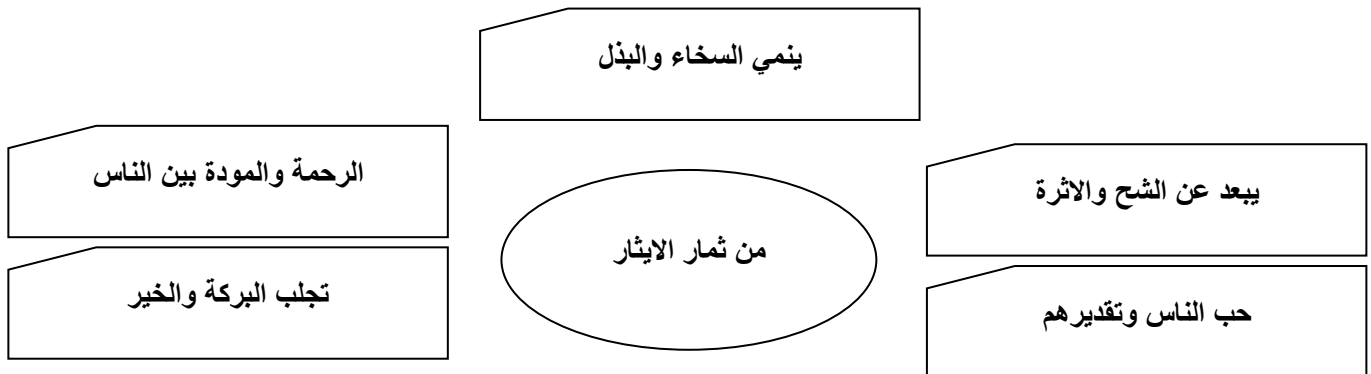 ينمي السخاء والبذل
يبعد عن الشح والاثرة
الرحمة والمودة بين الناس
من ثمار الايثار
حب الناس وتقديرهم
تجلب البركة والخير